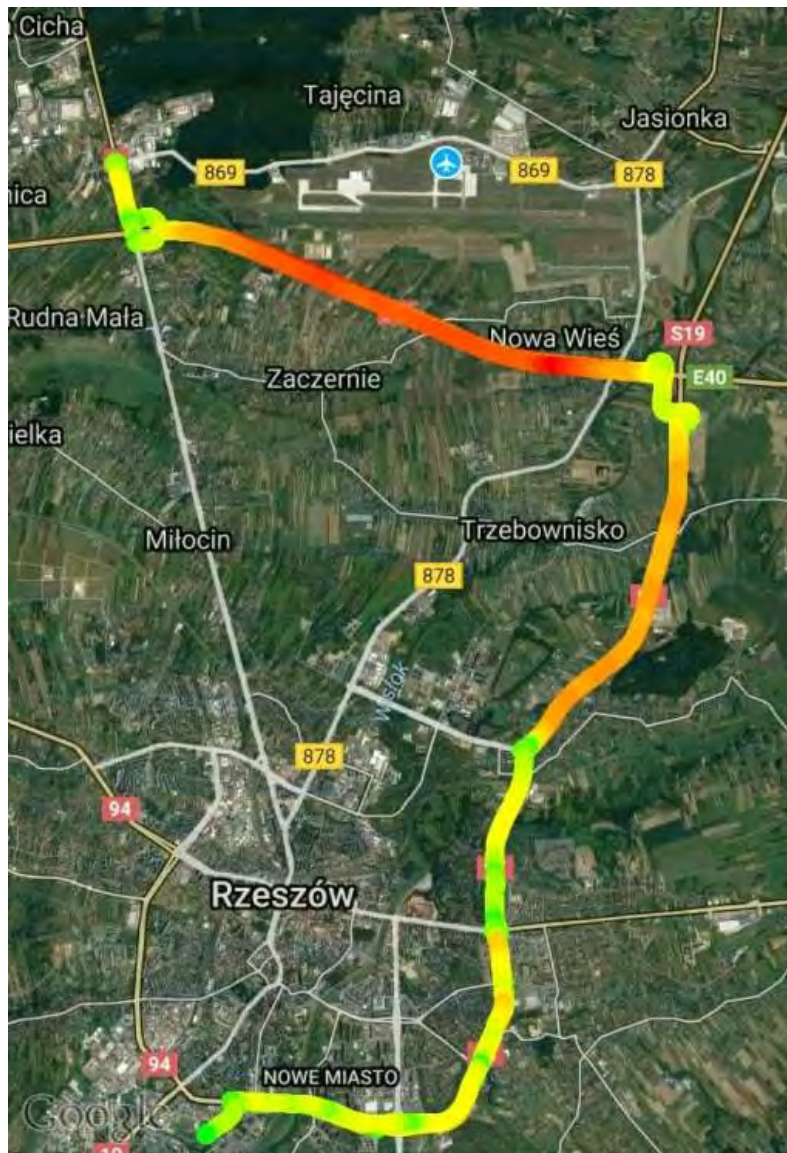 Cicha
Tajęcina
Jasionka
869
869
878
nica
Rudna Mała
S19
Nowa Wieś
E40
Zaczernie
ielka
Trzebownisko
Miłocin
878
Wisłok
878
94
Rzeszów
94
NOWE MIASTO
Google